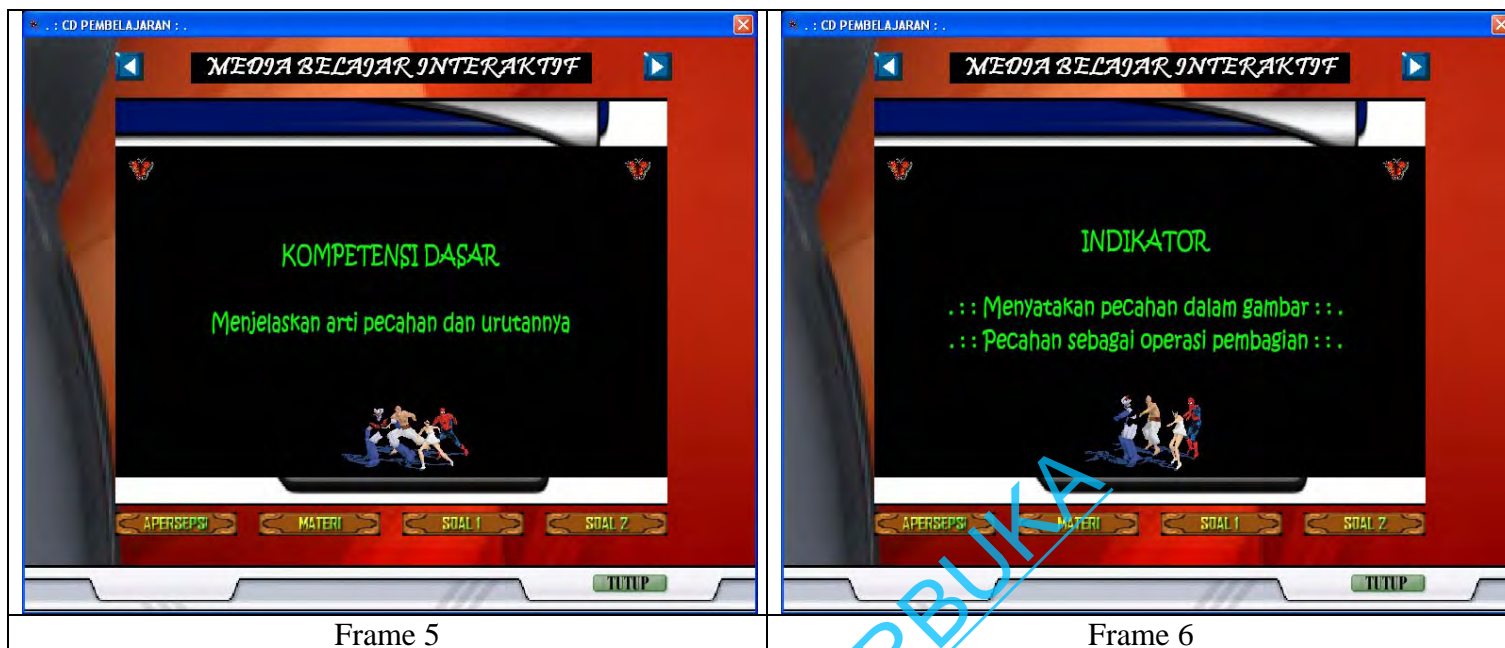 . : CD PEMBELAJARAN : .
MEDIA BELAJAR INTERAKTIF
KOMPETENSI DASAR
Menjelaskan arti pecahan dan urutannya
APERSEPSI MATERI SOAL 1 SOAL 2
TUTUP
Frame 5
. : CD PEMBELAJARAN : .
MEDIA BELAJAR INTERAKTIF
INDIKATOR
. : : Menyatakan pecahan dalam gambar : : .
. : : Pecahan sebagai operasi pembagian : : .
APERSEPSI MATERI SOAL 1 SOAL 2
TUTUP
Frame 6
RBUKA